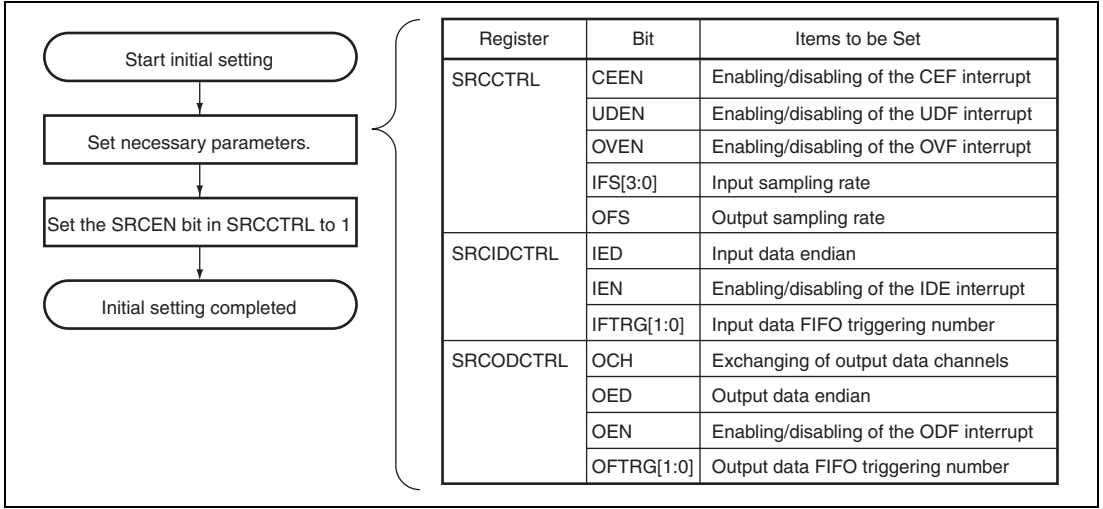 Start initial setting
Set necessary parameters.
Set the SRCEN bit in SRCCTRL to 1
Initial setting completed
Register Bit Items to be Set
SRCCTRL CEEN Enabling/disabling of the CEF interrupt
UDEN Enabling/disabling of the UDF interrupt
OVEN Enabling/disabling of the OVF interrupt
IFS[3:0] Input sampling rate
OFS Output sampling rate
SRCIDCTRL IED Input data endian
IEN Enabling/disabling of the IDE interrupt
IFTRG[1:0] Input data FIFO triggering number
SRCODCTRL OCH Exchanging of output data channels
OED Output data endian
OEN Enabling/disabling of the ODF interrupt
OFTRG[1:0] Output data FIFO triggering number